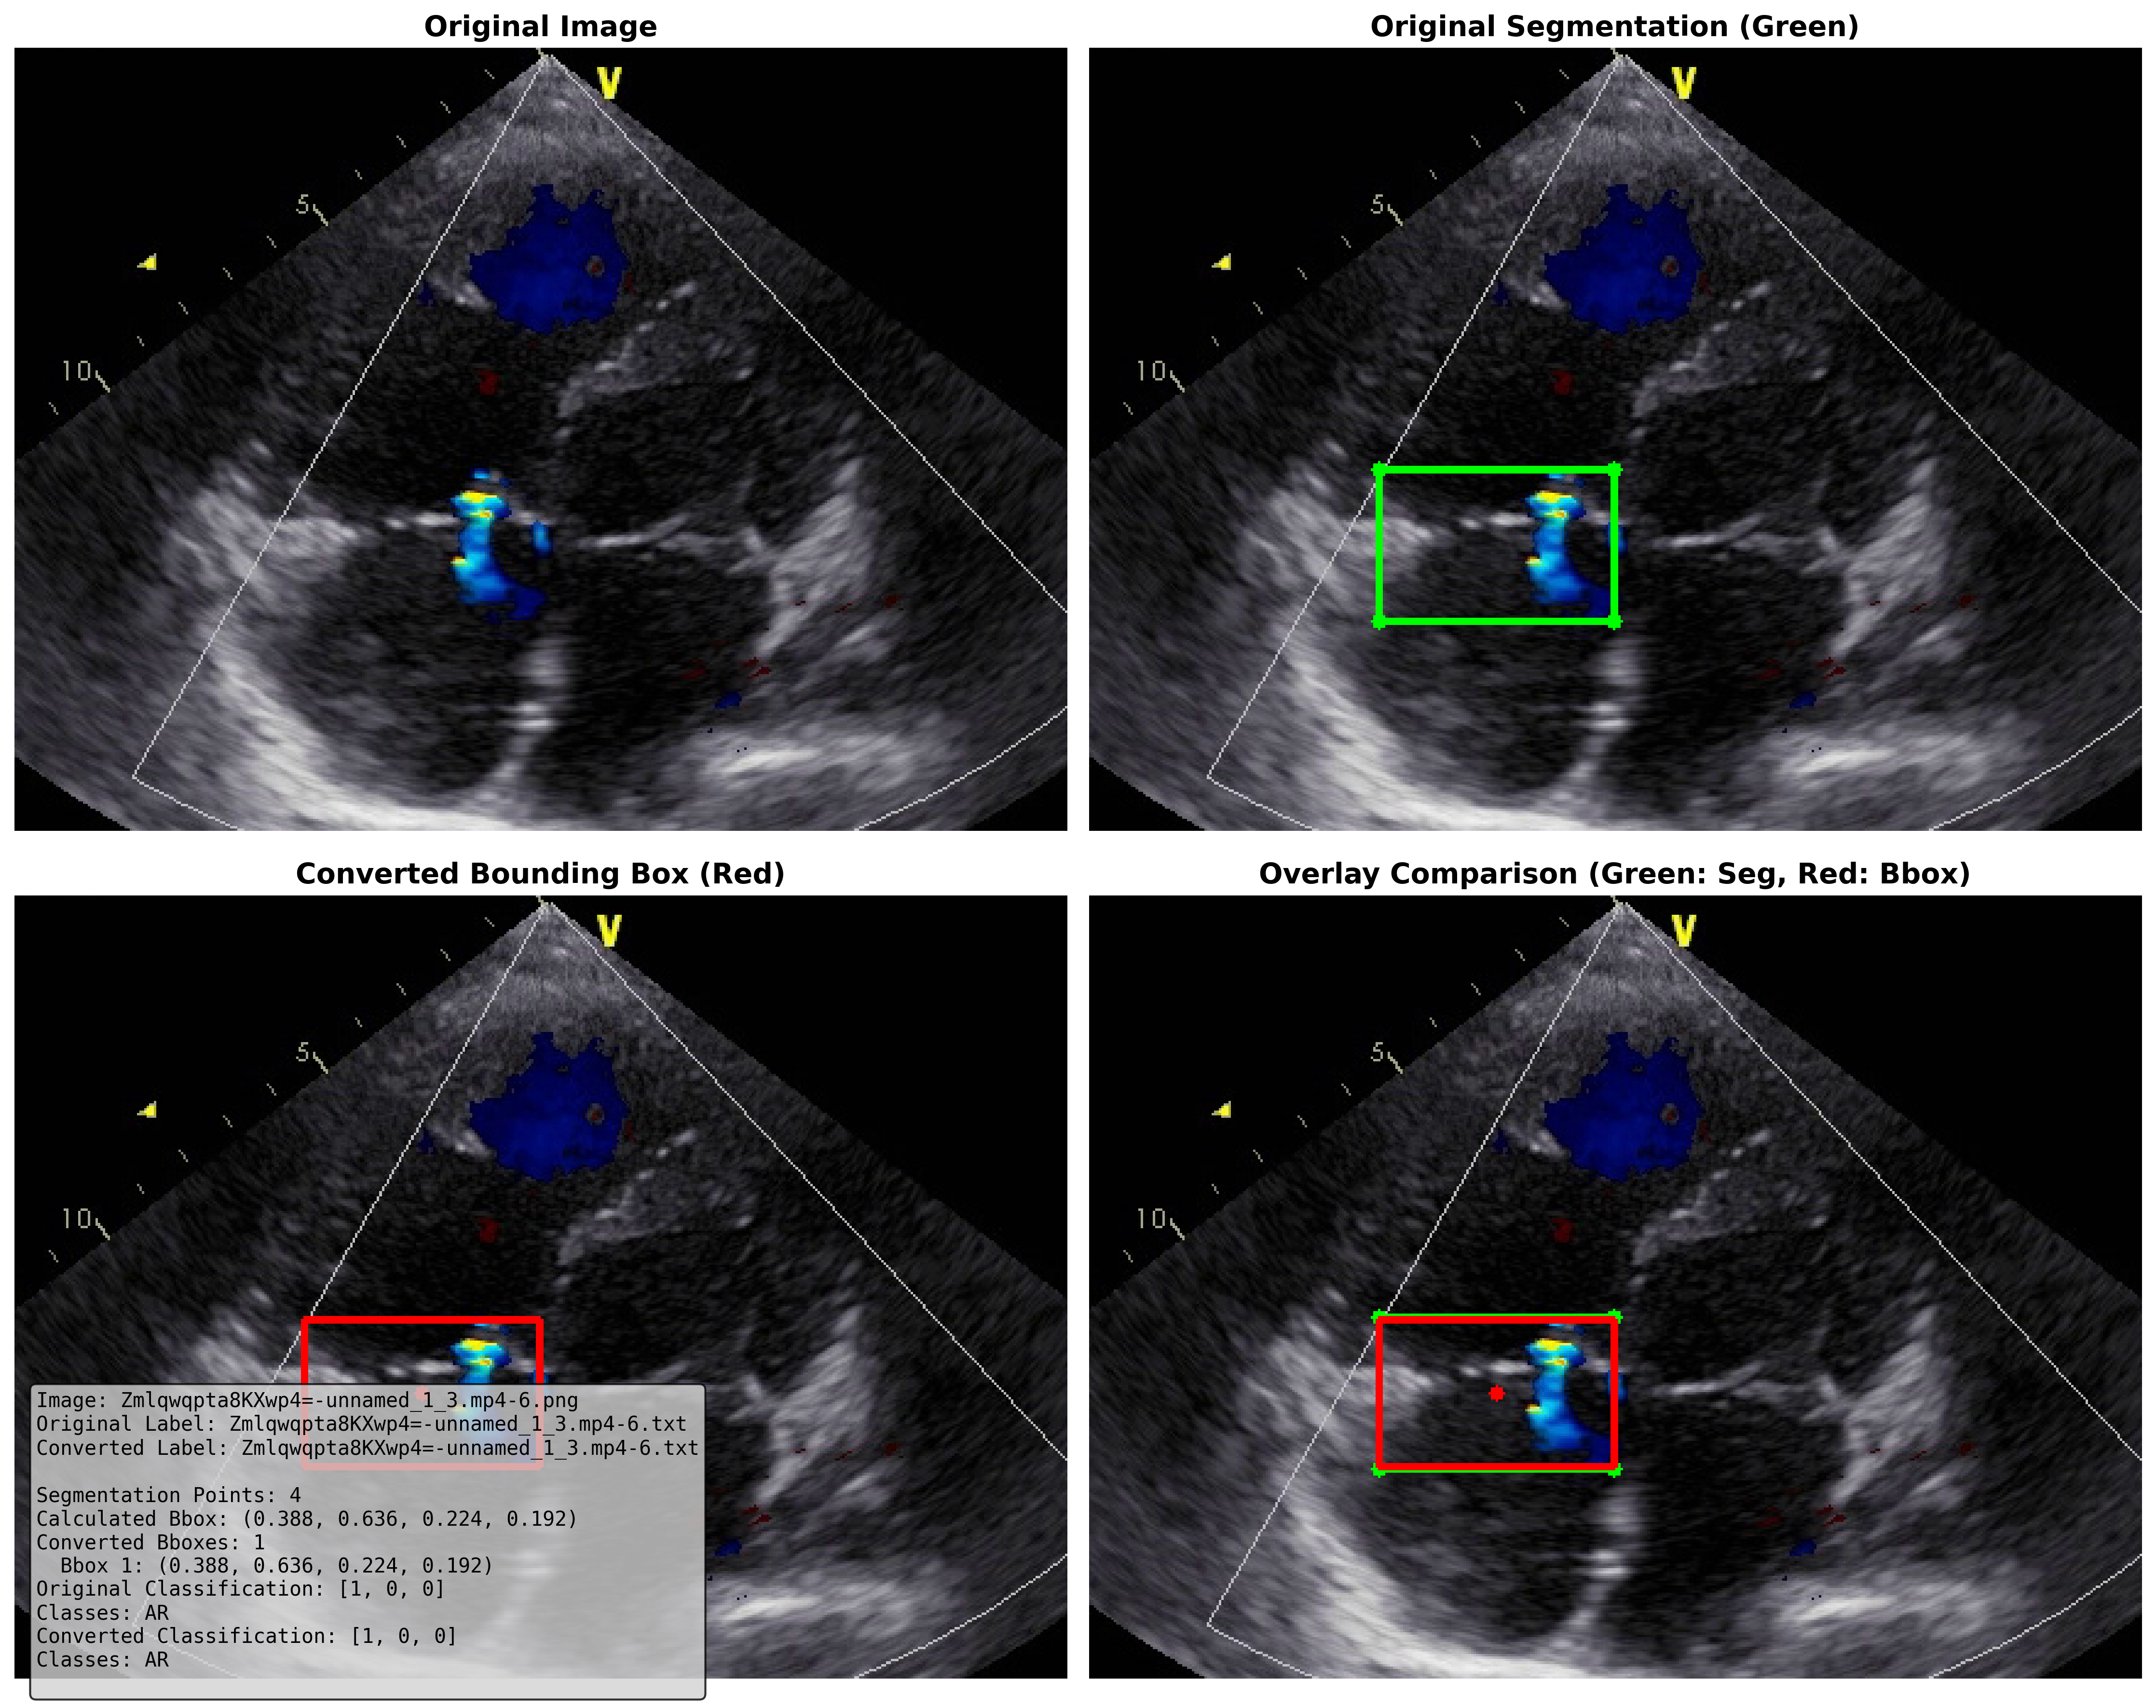 Original Image
Original Segmentation (Green)
V
5
10
V
5
10
Converted Bounding Box (Red)
Overlay Comparison (Green: Seg, Red: Bbox)
V
5
10
V
5
10
Image: Zmlqwqpta8KXwp4=-unnamed_1_3.mp4-6.png
Original Label: Zmlqwqpta8KXwp4=-unnamed_1_3.mp4-6.txt
Converted Label: Zmlqwqpta8KXwp4=-unnamed_1_3.mp4-6.txt
Segmentation Points: 4
Calculated Bbox: (0.388, 0.636, 0.224, 0.192)
Converted Bboxes: 1
Bbox 1: (0.388, 0.636, 0.224, 0.192)
Original Classification: [1, 0, 0]
Classes: AR
Converted Classification: [1, 0, 0]
Classes: AR